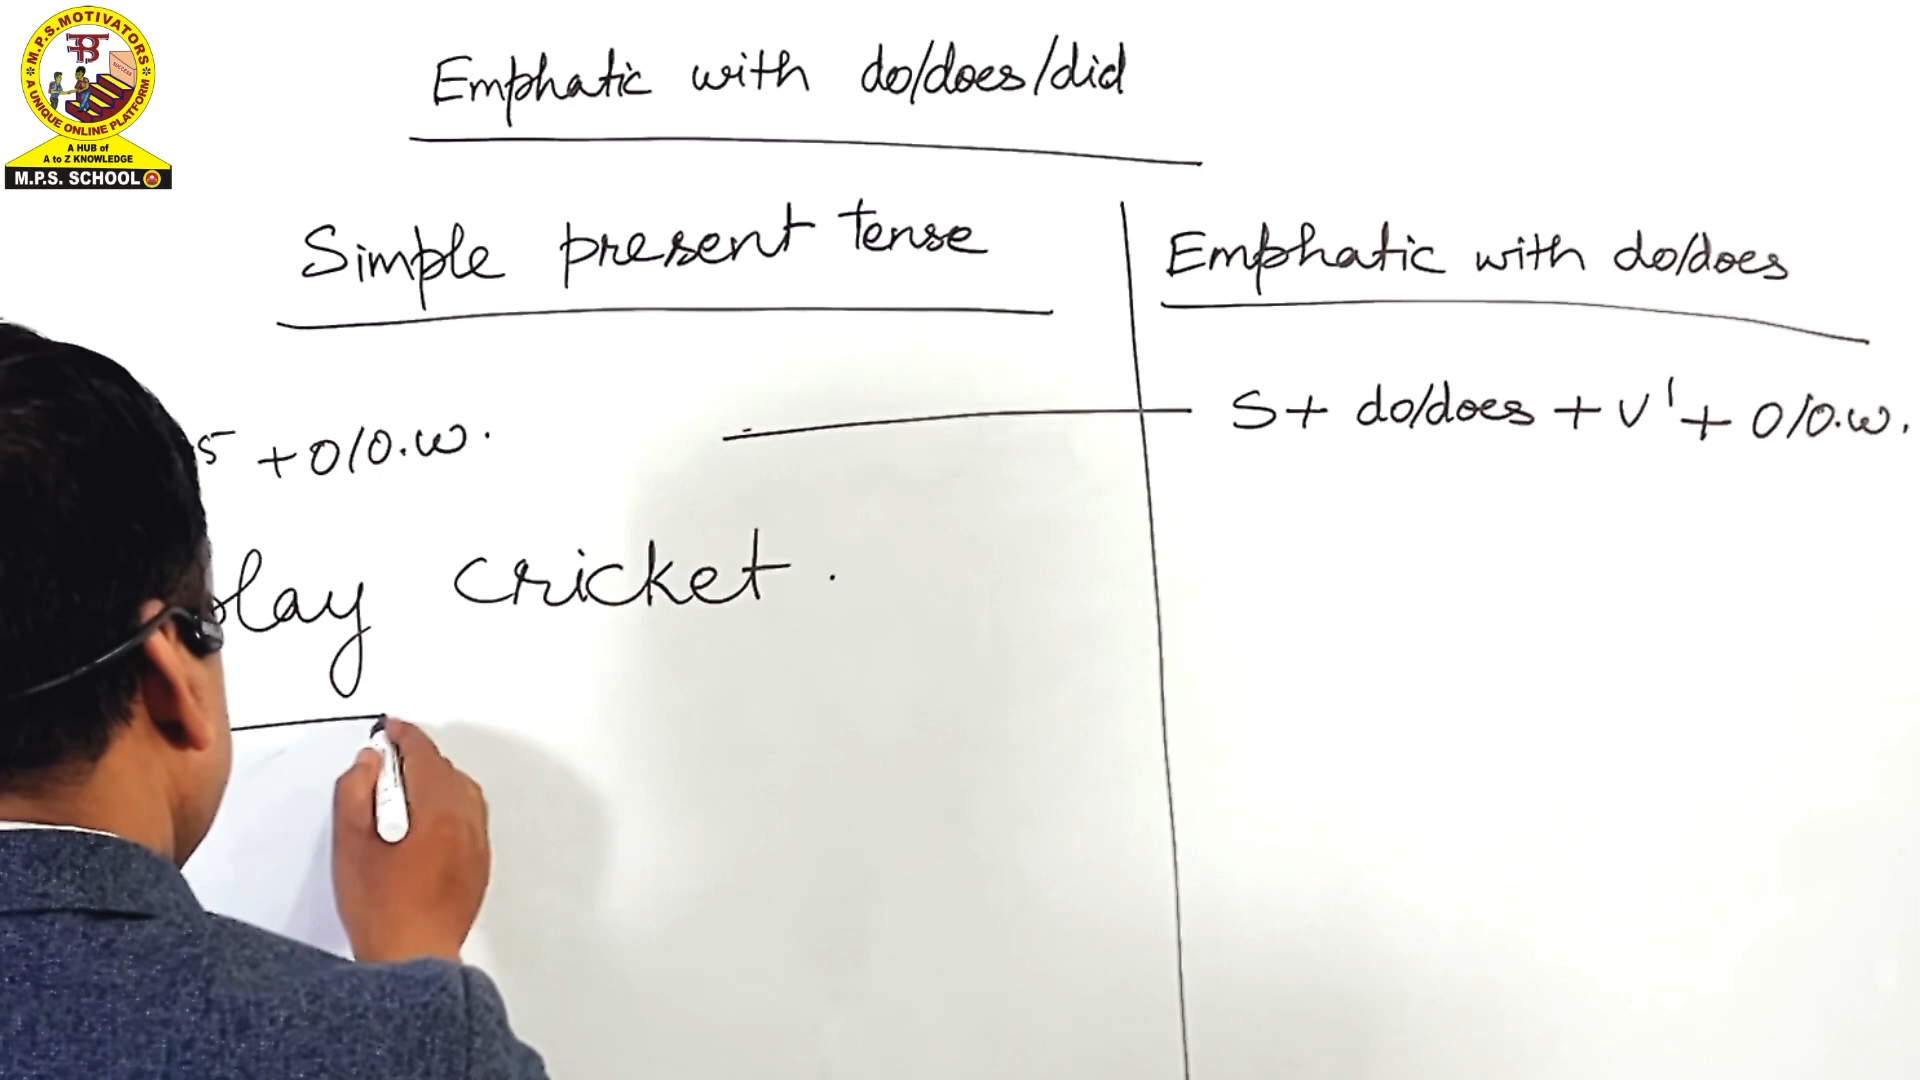 M.P.S. MOTIVATORS
SUCCESS
A UNIQUE ONLINE PLATFORM
A HUB of
A to Z KNOWLEDGE
M.P.S. SCHOOL
Emphatic with do/does/did
Simple present tense
Emphatic with do/does
+ O/O.w.
S + do/does + V¹ + O/O.w.
cricket.